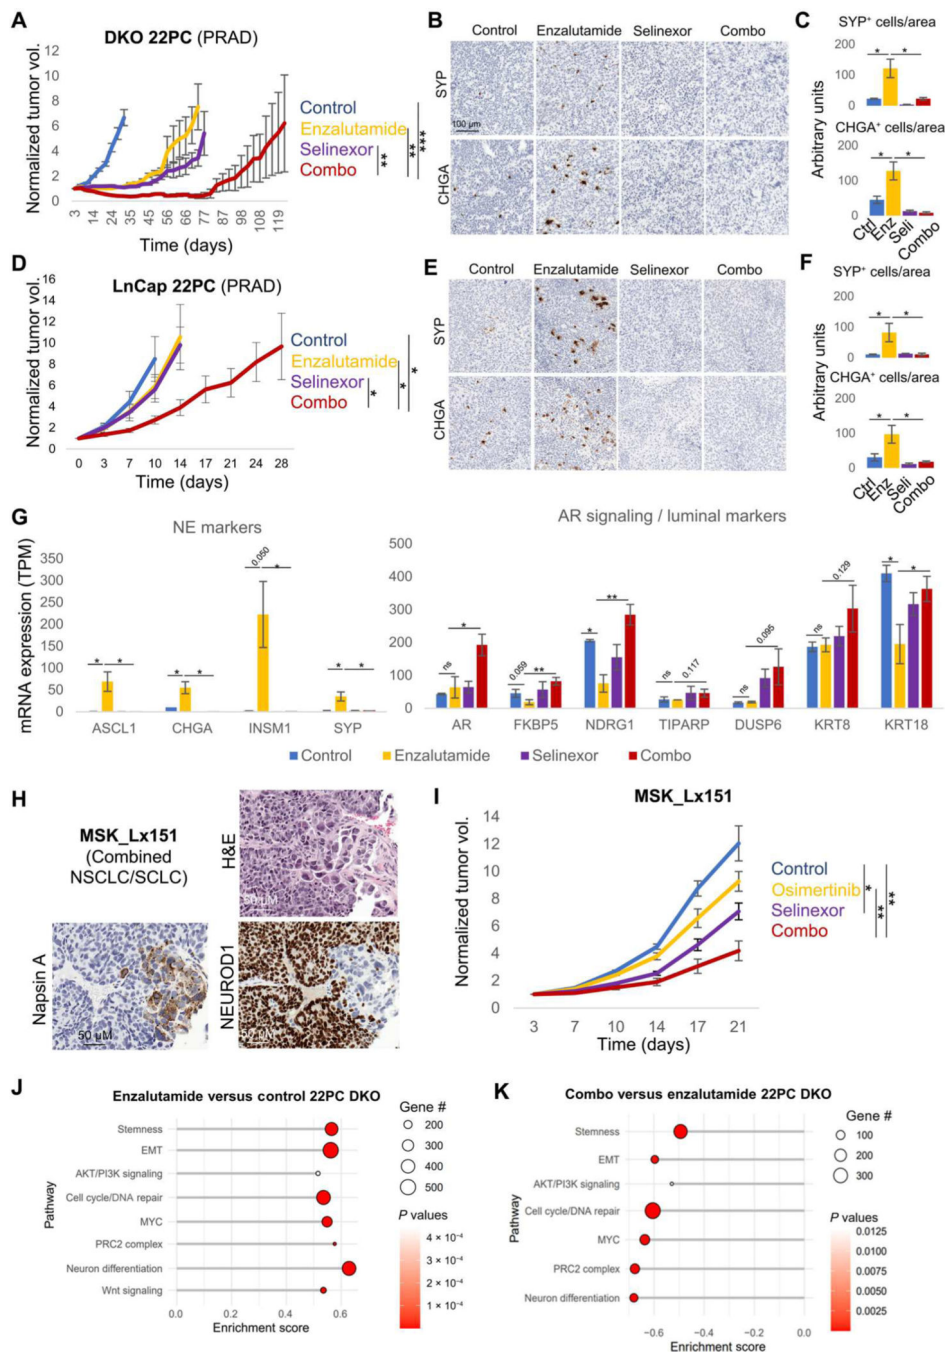 A
DKO 22PC (PRAD)
Normalized tumor vol.
12
10
8
6
4
2
0
3 14 24 35 45 56 66 77 87 98 108 119
Time (days)
Control
Enzalutamide
Selinexor
Combo
**
***
***
B
Control Enzalutamide Selinexor Combo
SYP
100 µm
CHGA
C
SYP⁺ cells/area
Arbitrary units
200
100
0
* *
CHGA⁺ cells/area
200
100
0
* *
Ctrl Enz Seli Combo
D
LnCap 22PC (PRAD)
Normalized tumor vol.
16
14
12
10
8
6
4
2
0
0 3 7 10 14 17 21 24 28
Time (days)
Control
Enzalutamide
Selinexor
Combo
*
*
*
E
Control Enzalutamide Selinexor Combo
SYP
CHGA
F
SYP⁺ cells/area
Arbitrary units
200
100
0
* *
CHGA⁺ cells/area
200
100
0
* *
Ctrl Enz Seli Combo
G
NE markers
mRNA expression (TPM)
350
300
250
200
150
100
50
0
* *
* *
0.050 *
* *
ASCL1 CHGA INSM1 SYP
AR signaling / luminal markers
500
400
300
200
100
0
ns *
0.059 **
* **
ns 0.117
ns 0.095
ns 0.129
* *
AR FKBP5 NDRG1 TIPARP DUSP6 KRT8 KRT18
Control Enzalutamide Selinexor Combo
H
MSK_Lx151
(Combined
NSCLC/SCLC)
H&E
Napsin A
50 µM
NEUROD1
I
MSK_Lx151
Normalized tumor vol.
14
12
10
8
6
4
2
0
3 7 10 14 17 21
Time (days)
Control
Osimertinib
Selinexor
Combo
*
**
**
J
Enzalutamide versus control 22PC DKO
Pathway
Stemness
EMT
AKT/PI3K signaling
Cell cycle/DNA repair
MYC
PRC2 complex
Neuron differentiation
Wnt signaling
0.0 0.2 0.4 0.6
Enrichment score
Gene #
200
300
400
500
P values
4 × 10⁻⁴
3 × 10⁻⁴
2 × 10⁻⁴
1 × 10⁻⁴
K
Combo versus enzalutamide 22PC DKO
Pathway
Stemness
EMT
AKT/PI3K signaling
Cell cycle/DNA repair
MYC
PRC2 complex
Neuron differentiation
−0.6 −0.4 −0.2 0.0
Enrichment score
Gene #
100
200
300
P values
0.0125
0.0100
0.0075
0.0050
0.0025